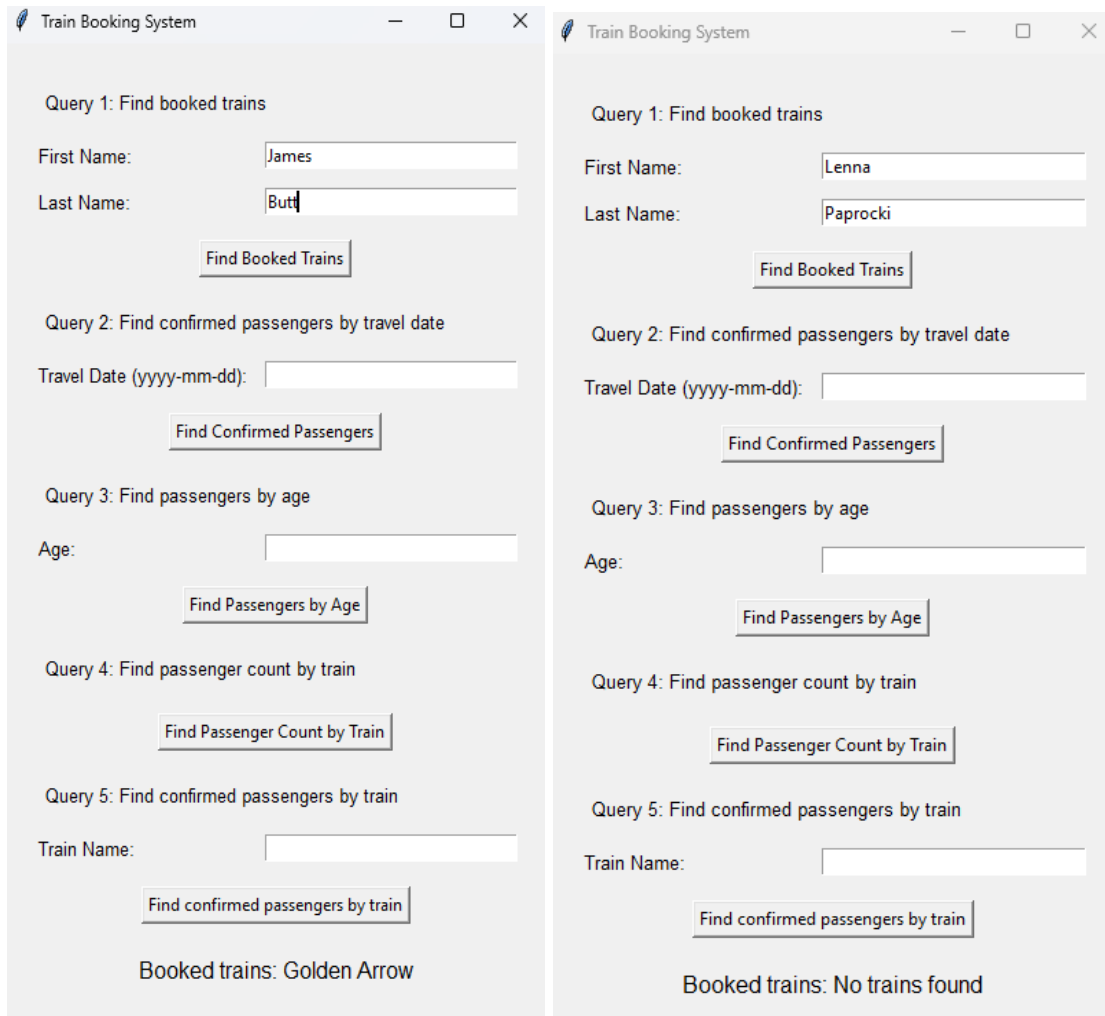 Train Booking System
Query 1: Find booked trains
First Name: James
Last Name: Butt
Find Booked Trains
Query 2: Find confirmed passengers by travel date
Travel Date (yyyy-mm-dd):
Find Confirmed Passengers
Query 3: Find passengers by age
Age:
Find Passengers by Age
Query 4: Find passenger count by train
Find Passenger Count by Train
Query 5: Find confirmed passengers by train
Train Name:
Find confirmed passengers by train
Booked trains: Golden Arrow
Train Booking System
Query 1: Find booked trains
First Name: Lenna
Last Name: Paprocki
Find Booked Trains
Query 2: Find confirmed passengers by travel date
Travel Date (yyyy-mm-dd):
Find Confirmed Passengers
Query 3: Find passengers by age
Age:
Find Passengers by Age
Query 4: Find passenger count by train
Find Passenger Count by Train
Query 5: Find confirmed passengers by train
Train Name:
Find confirmed passengers by train
Booked trains: No trains found